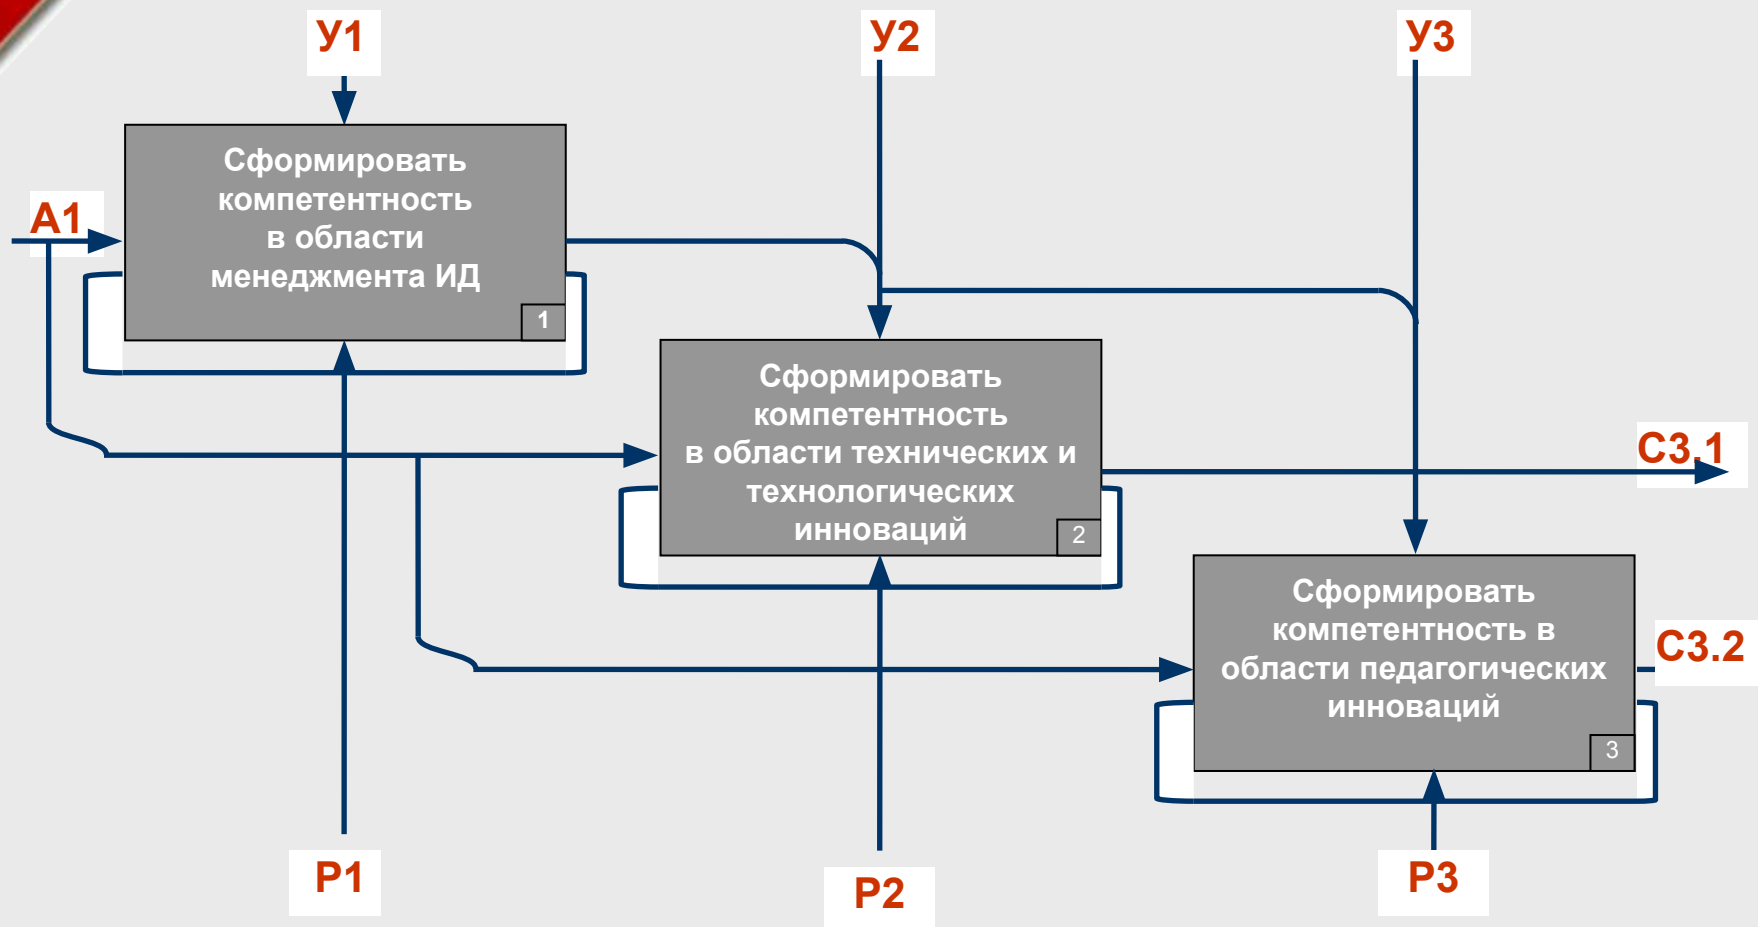 У1
У2
У3
Сформировать
компетентность
в области
менеджмента ИД
1
А1
Сформировать
компетентность
в области технических и
технологических
инноваций
2
С3.1
Сформировать
компетентность в
области педагогических
инноваций
3
С3.2
Р1
Р2
Р3